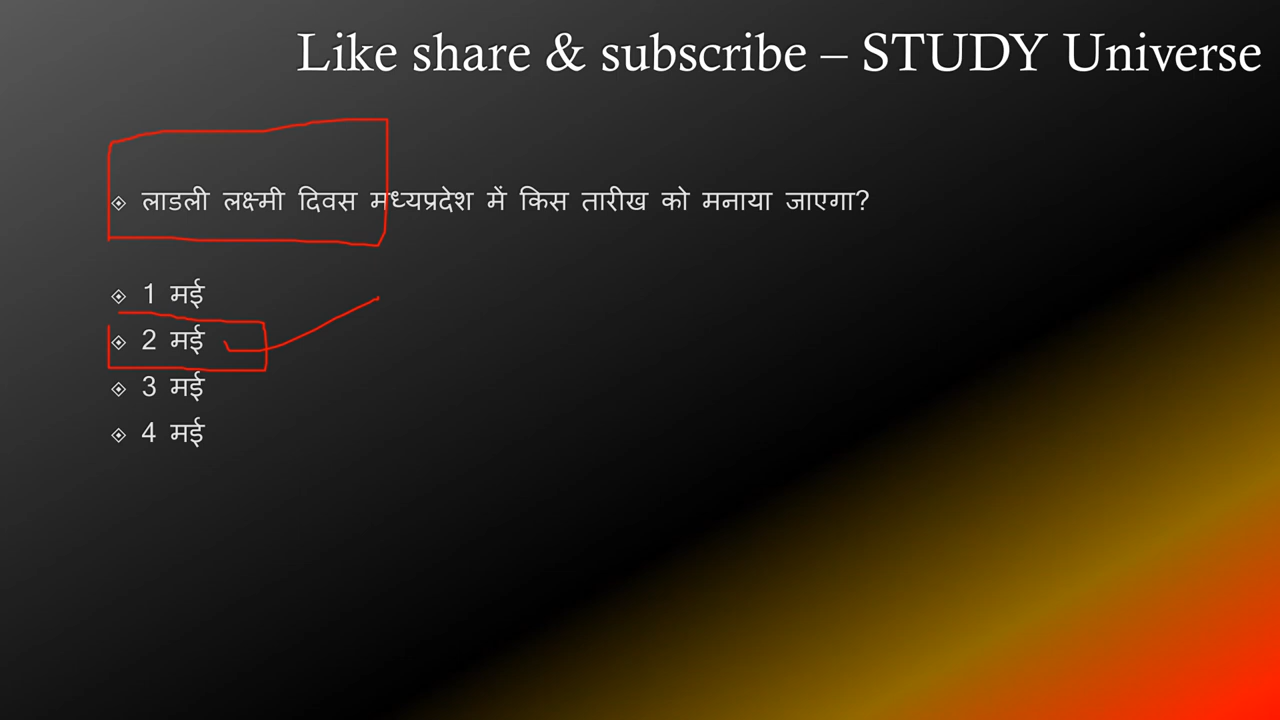 Like share & subscribe – STUDY Universe
लाडली लक्ष्मी दिवस मध्यप्रदेश में किस तारीख को मनाया जाएगा?
1 मई
2 मई
3 मई
4 मई